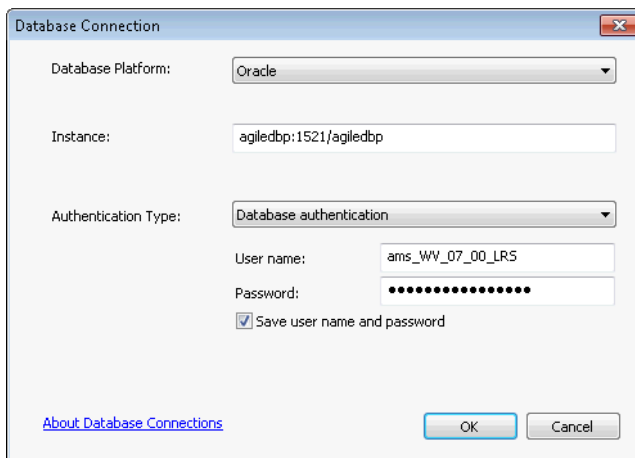 Database Connection
Database Platform: Oracle
Instance: agiledbp:1521/agiledbp
Authentication Type: Database authentication
User name: ams_WV_07_00_LRS
Password: ••••••••••••••••
Save user name and password
About Database Connections OK Cancel